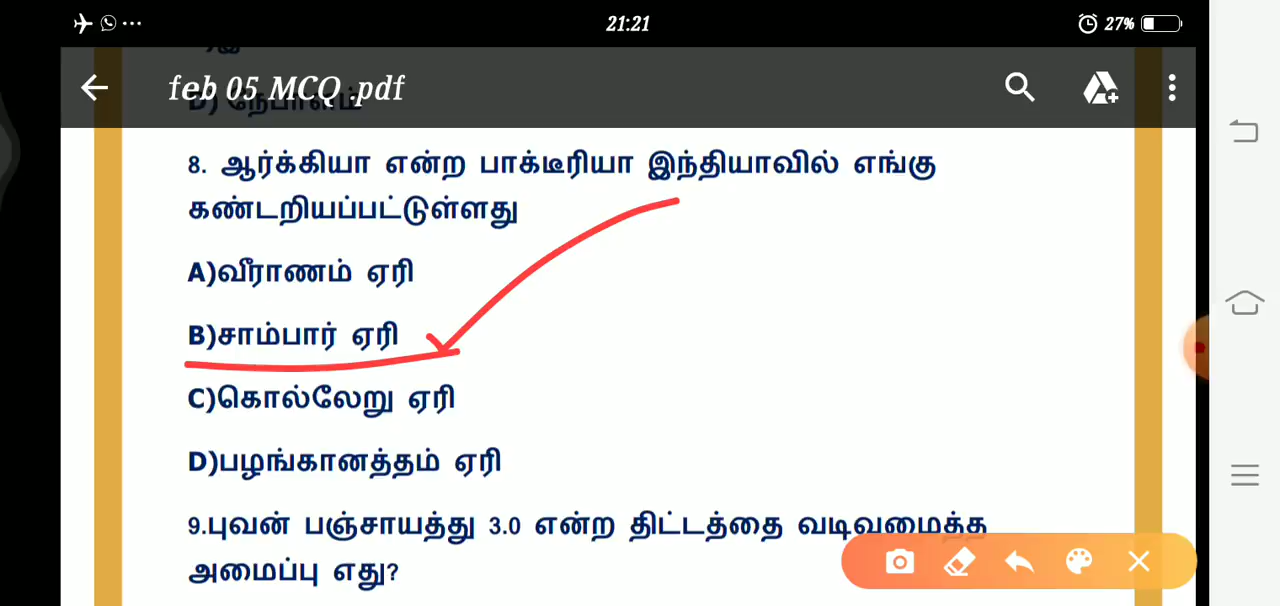 21:21
27%
feb 05 MCQ .pdf
D) நேபாளம்
8. ஆர்க்கியா என்ற பாக்டீரியா இந்தியாவில் எங்கு
கண்டறியப்பட்டுள்ளது
A)வீராணம் ஏரி
B)சாம்பார் ஏரி
C)கொல்லேறு ஏரி
D)பழங்கானத்தம் ஏரி
9.புவன் பஞ்சாயத்து 3.0 என்ற திட்டத்தை வடிவமைத்த
அமைப்பு எது?